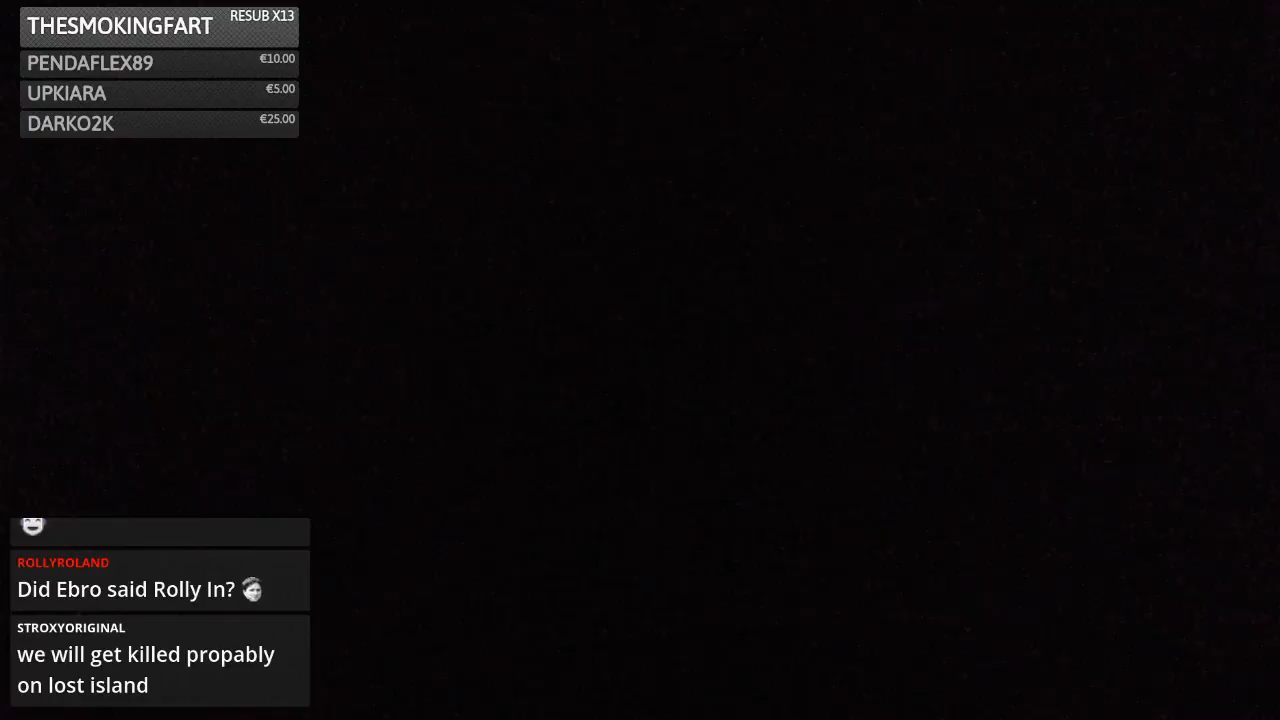 THESMOKINGFART RESUB X13
PENDAFLEX89 €10.00
UPKIARA €5.00
DARKO2K €25.00
ROLLYROLAND
Did Ebro said Rolly In?
STROXYORIGINAL
we will get killed propably
on lost island